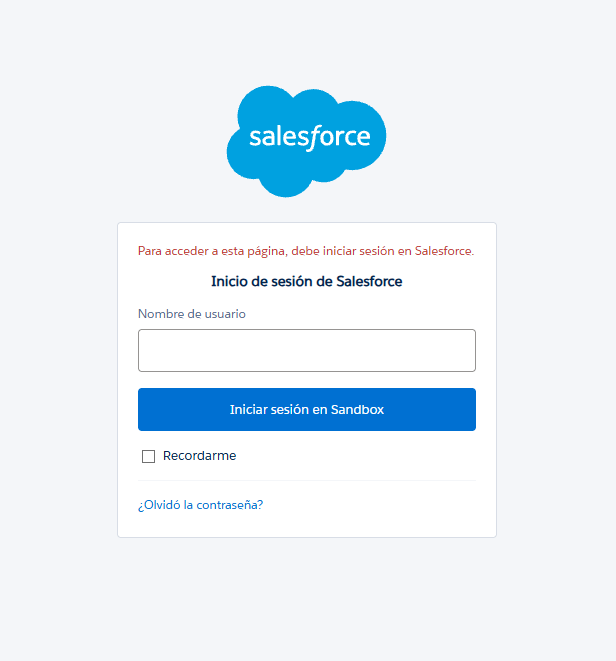 salesforce
Para acceder a esta página, debe iniciar sesión en Salesforce.
Inicio de sesión de Salesforce
Nombre de usuario
Iniciar sesión en Sandbox
Recordarme
¿Olvidó la contraseña?